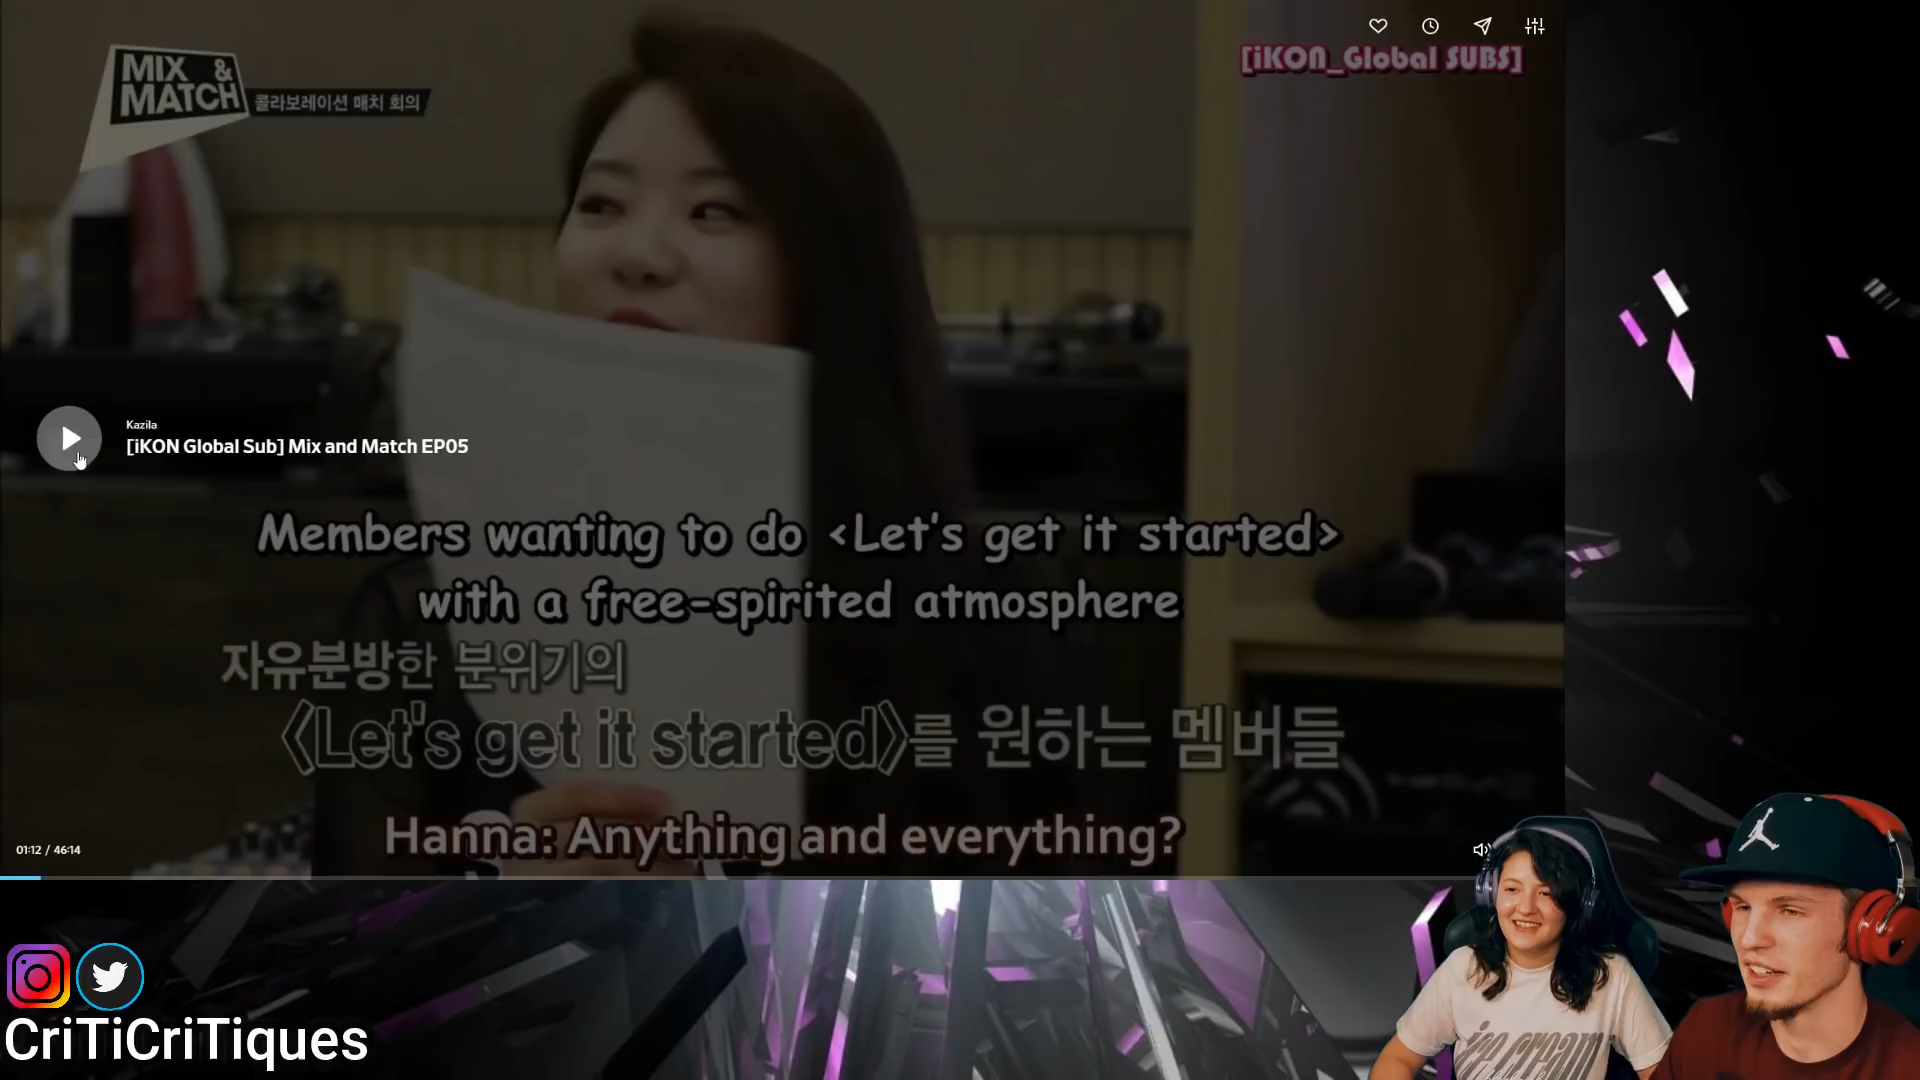 MIX &
MATCH
콜라보레이션 매치 회의
[iKON_Global SUBS]
Kazila
[iKON Global Sub] Mix and Match EP05
Members wanting to do <Let's get it started>
with a free-spirited atmosphere
자유분방한 분위기의
〈Let's get it started〉를 원하는 멤버들
Hanna: Anything and everything?
01:12 / 46:14
ice cream
CriTiCriTiques